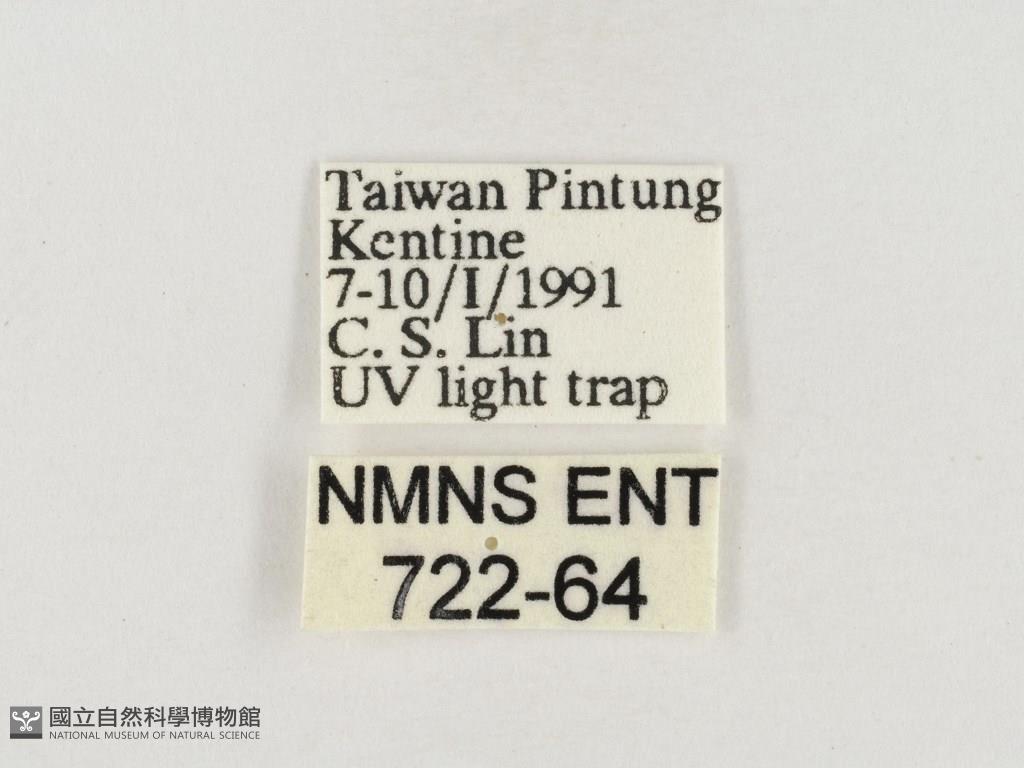 Taiwan Pintung
Kentine
7-10/I/1991
C. S. Lin
UV light trap
NMNS ENT
722-64
國立自然科學博物館
NATIONAL MUSEUM OF NATURAL SCIENCE